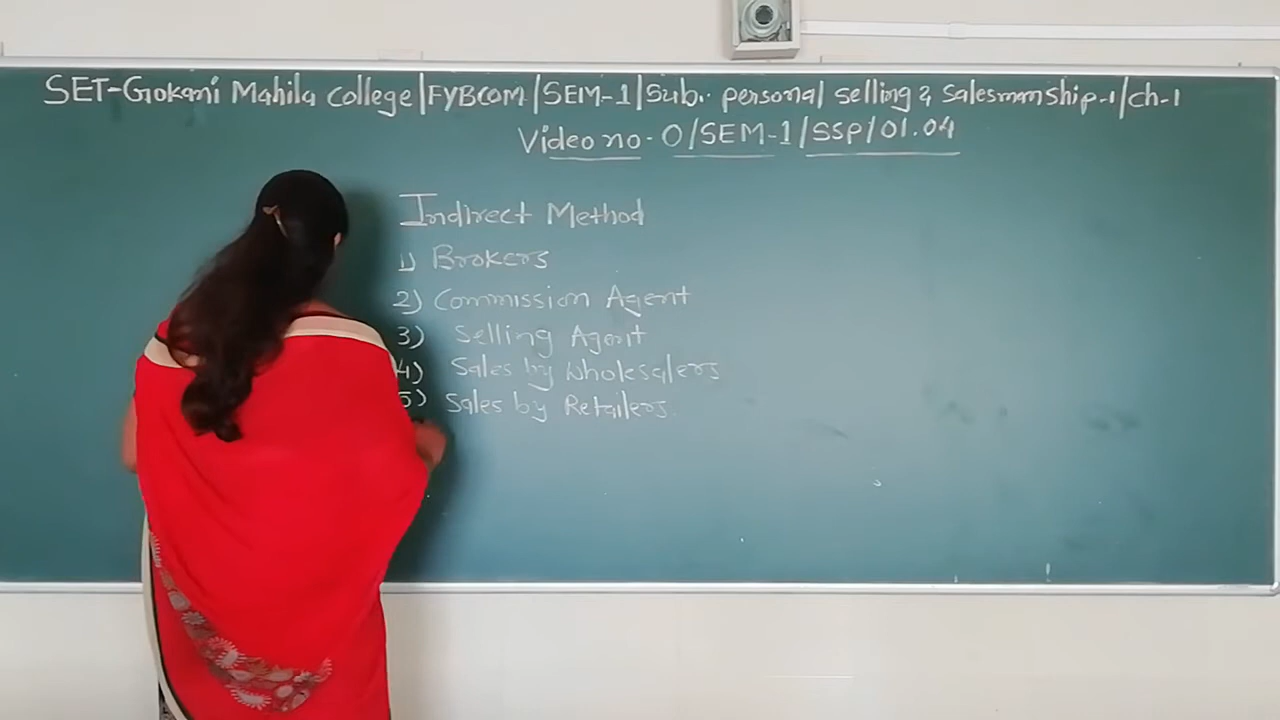 SET-Gokani Mahila College|FYBCOM|SEM-1|Sub. personal selling & Salesmanship-1/ch-1
Video no - O/SEM-1/SSP/01.04
Indirect Method
1) Brokers
2) Commission Agent
3) Selling Agent
4) Sales by Wholesalers
5) Sales by Retailers.